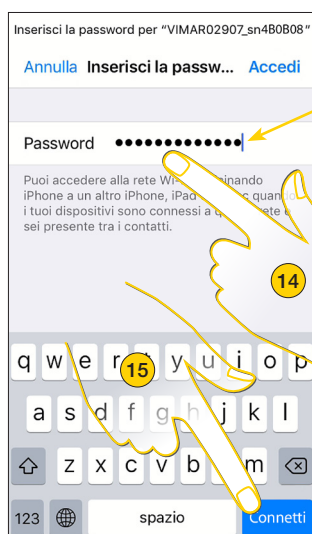 Inserisci la password per “VIMAR02907_sn4B0B08”
Annulla Inserisci la passw... Accedi
Password ●●●●●●●●●●●●●
Puoi accedere alla rete
iPhone a un altro iPhone, iPad
i tuoi dispositivi sono connessi a
sei presente tra i contatti.
14
q w e r t y u i o p
15
a s d f g h j k l
z x c v b m
123 spazio Connetti